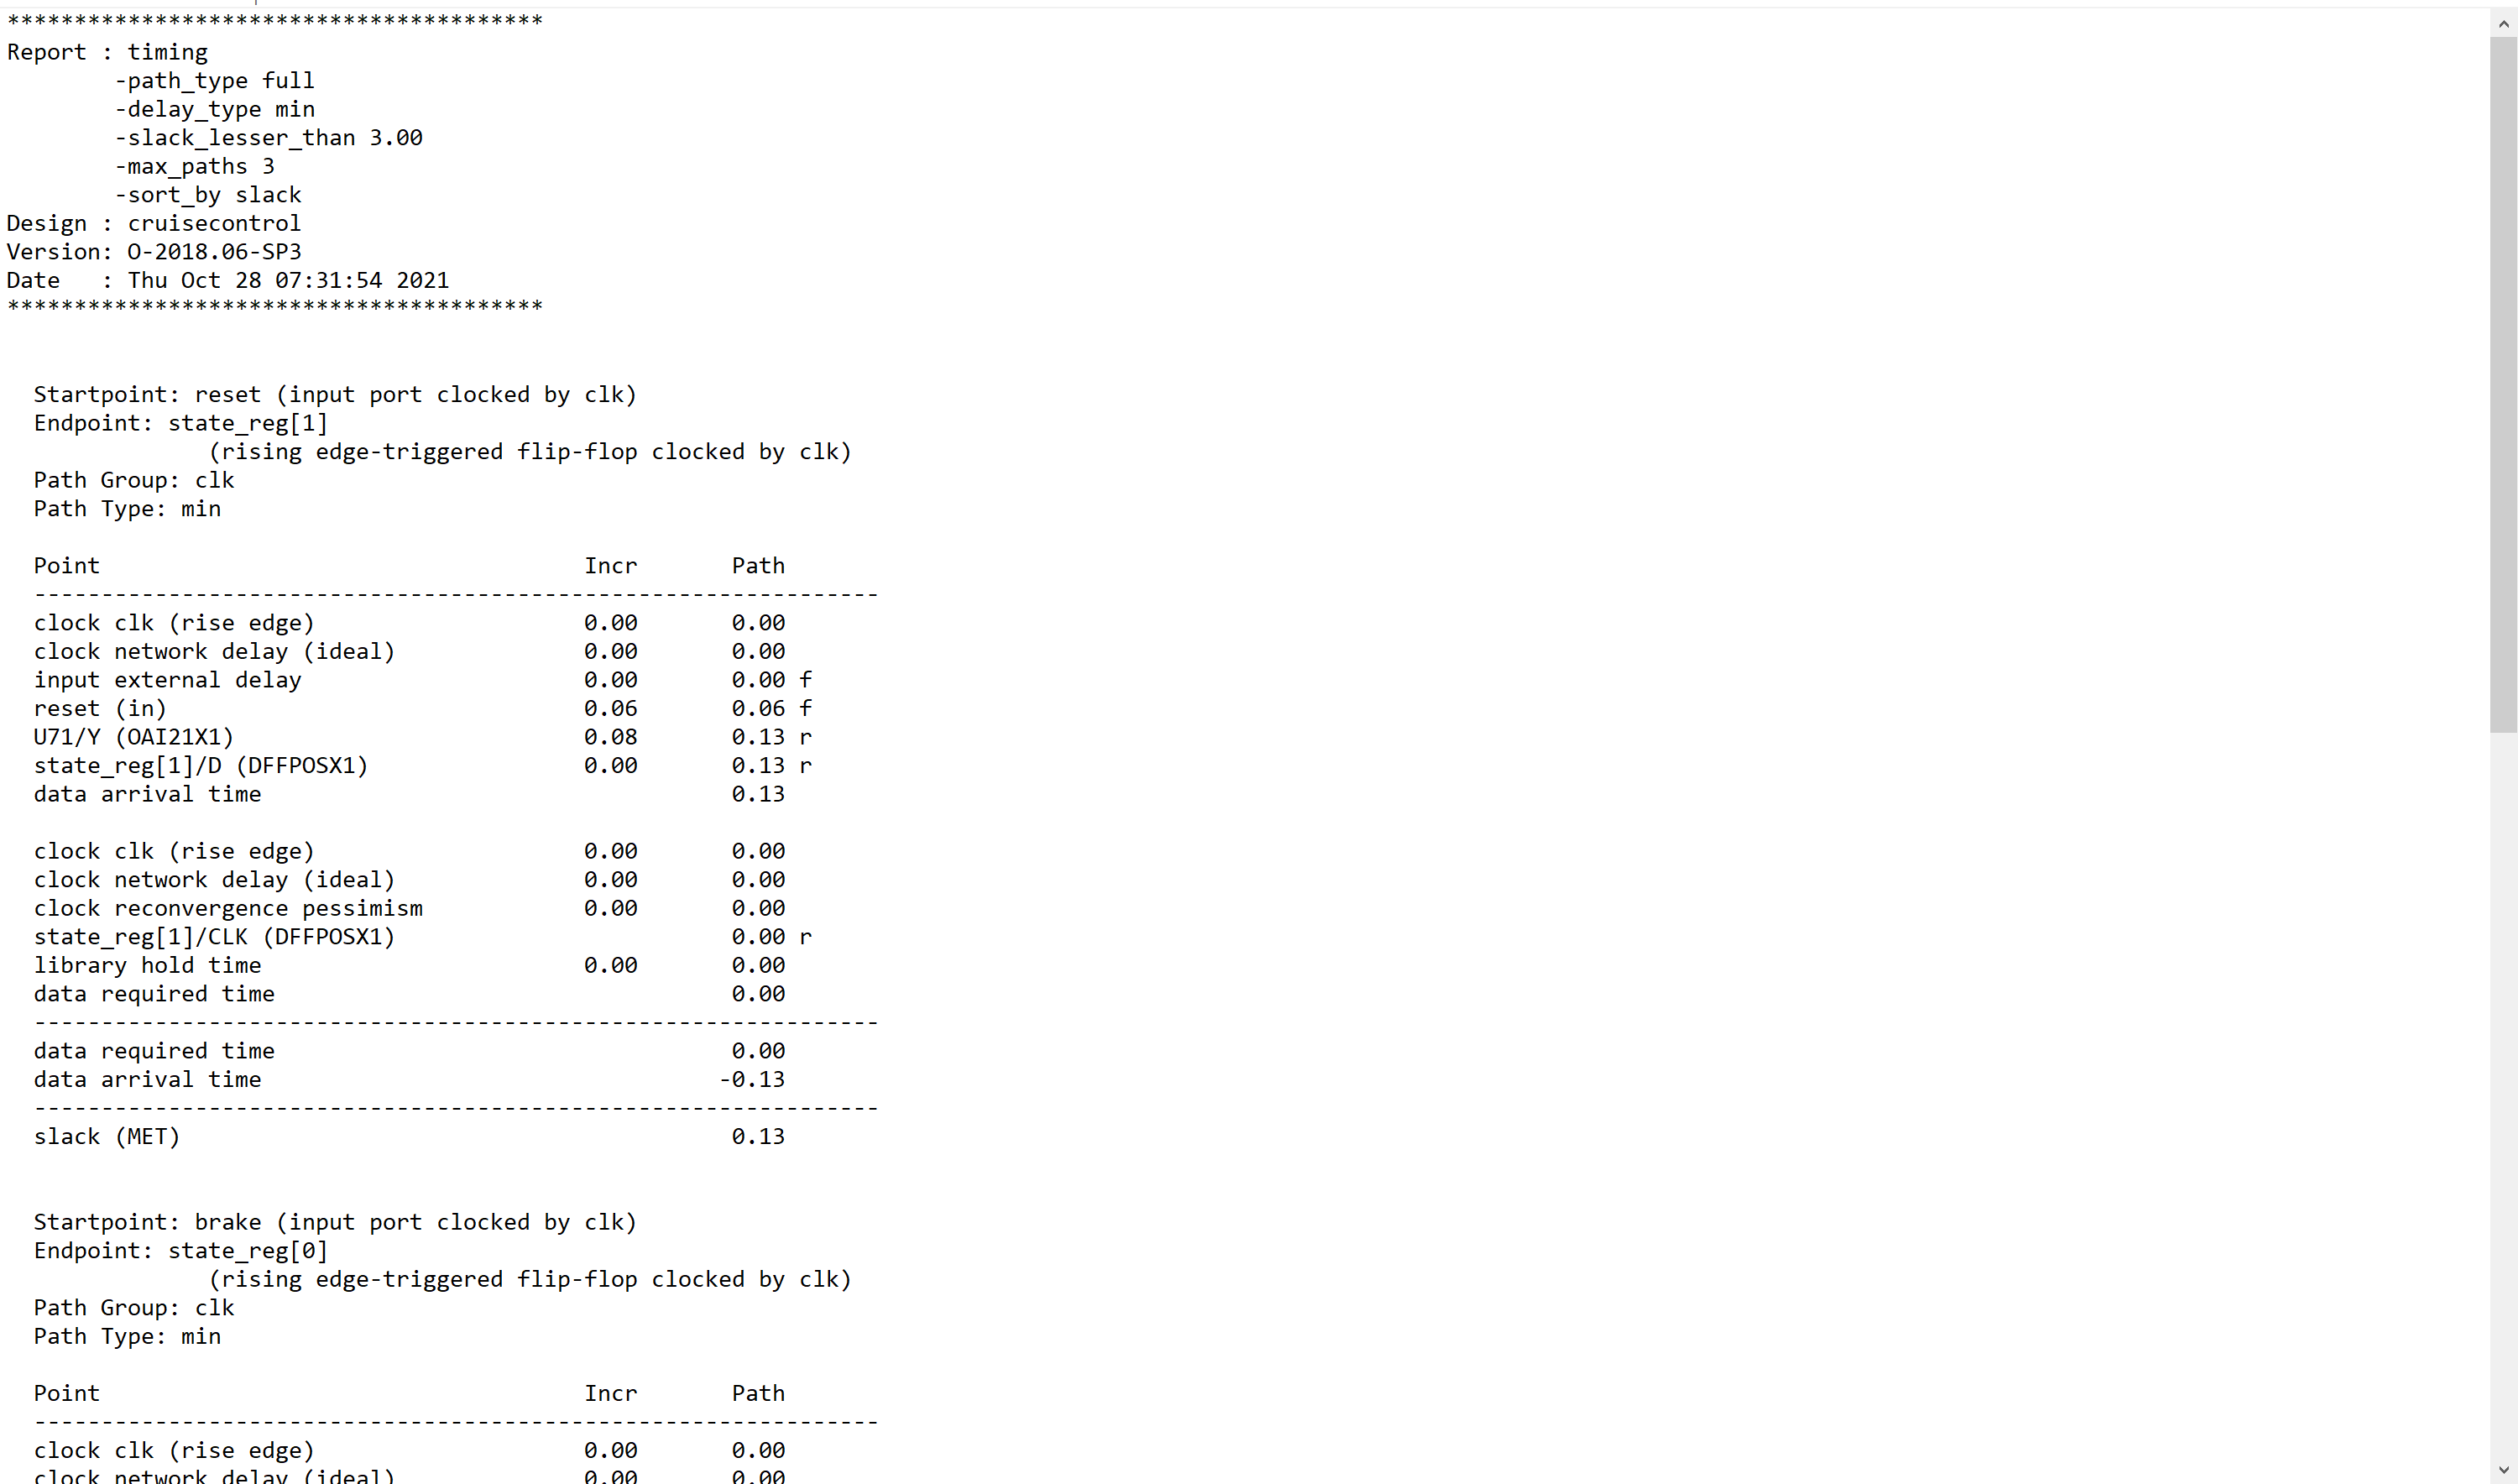 ****************************************
Report : timing
        -path_type full
        -delay_type min
        -slack_lesser_than 3.00
        -max_paths 3
        -sort_by slack
Design : cruisecontrol
Version: O-2018.06-SP3
Date   : Thu Oct 28 07:31:54 2021
****************************************
  Startpoint: reset (input port clocked by clk)
  Endpoint: state_reg[1]
               (rising edge-triggered flip-flop clocked by clk)
  Path Group: clk
  Path Type: min
  Point                                    Incr       Path
  ---------------------------------------------------------------
  clock clk (rise edge)                    0.00       0.00
  clock network delay (ideal)              0.00       0.00
  input external delay                     0.00       0.00 f
  reset (in)                               0.06       0.06 f
  U71/Y (OAI21X1)                          0.08       0.13 r
  state_reg[1]/D (DFFPOSX1)                0.00       0.13 r
  data arrival time                                   0.13
  clock clk (rise edge)                    0.00       0.00
  clock network delay (ideal)              0.00       0.00
  clock reconvergence pessimism            0.00       0.00
  state_reg[1]/CLK (DFFPOSX1)                         0.00 r
  library hold time                        0.00       0.00
  data required time                                  0.00
  ---------------------------------------------------------------
  data required time                                  0.00
  data arrival time                                  -0.13
  ---------------------------------------------------------------
  slack (MET)                                         0.13
  Startpoint: brake (input port clocked by clk)
  Endpoint: state_reg[0]
               (rising edge-triggered flip-flop clocked by clk)
  Path Group: clk
  Path Type: min
  Point                                    Incr       Path
  ---------------------------------------------------------------
  clock clk (rise edge)                    0.00       0.00
  clock network delay (ideal)              0.00       0.00